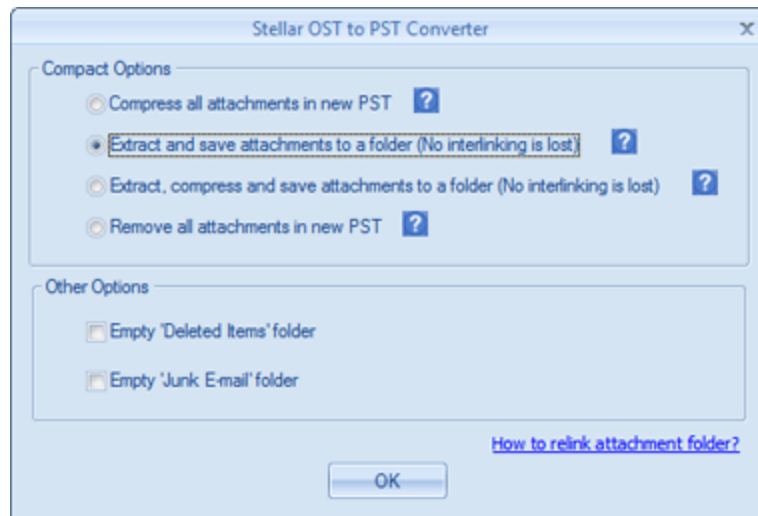 Stellar OST to PST Converter
x
Compact Options
Compress all attachments in new PST ?
Extract and save attachments to a folder (No interlinking is lost) ?
Extract, compress and save attachments to a folder (No interlinking is lost) ?
Remove all attachments in new PST ?
Other Options
Empty 'Deleted Items' folder
Empty 'Junk E-mail' folder
How to relink attachment folder?
OK